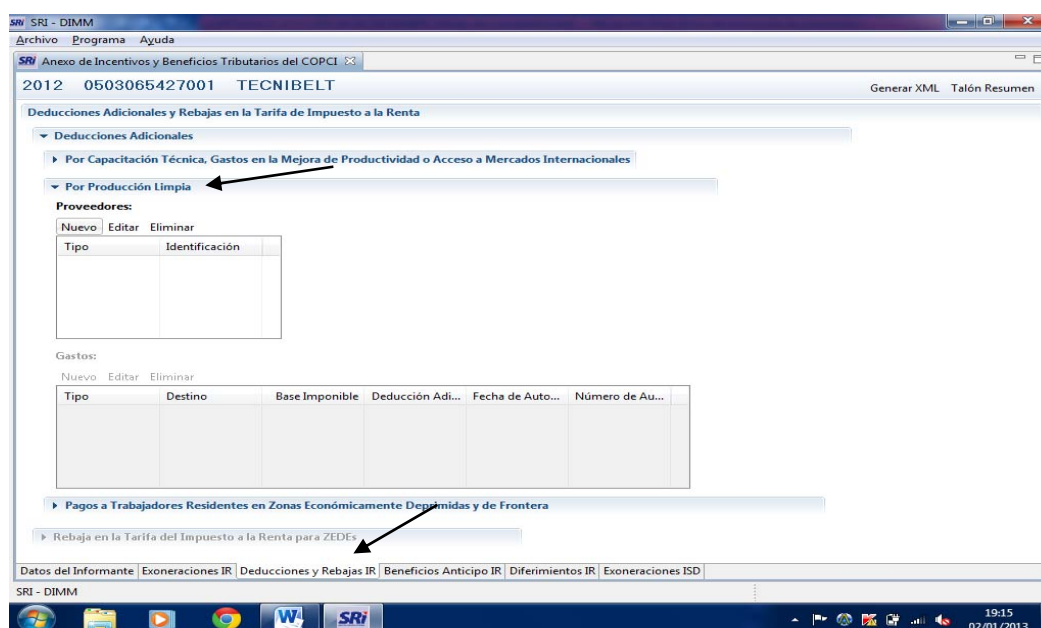 SRi SRI - DIMM
Archivo Programa Ayuda
SRi Anexo de Incentivos y Beneficios Tributarios del COPCI
2012 0503065427001 TECNIBELT Generar XML Talón Resumen
Deducciones Adicionales y Rebajas en la Tarifa de Impuesto a la Renta
Deducciones Adicionales
Por Capacitación Técnica, Gastos en la Mejora de Productividad o Acceso a Mercados Internacionales
Por Producción Limpia
Proveedores:
Nuevo Editar Eliminar
Tipo Identificación
Gastos:
Nuevo Editar Eliminar
Tipo Destino Base Imponible Deducción Adi... Fecha de Auto... Número de Au...
Pagos a Trabajadores Residentes en Zonas Económicamente Deprimidas y de Frontera
Rebaja en la Tarifa del Impuesto a la Renta para ZEDEs
Datos del Informante Exoneraciones IR Deducciones y Rebajas IR Beneficios Anticipo IR Diferimientos IR Exoneraciones ISD
SRI - DIMM
W SRi 19:15
02/01/2013